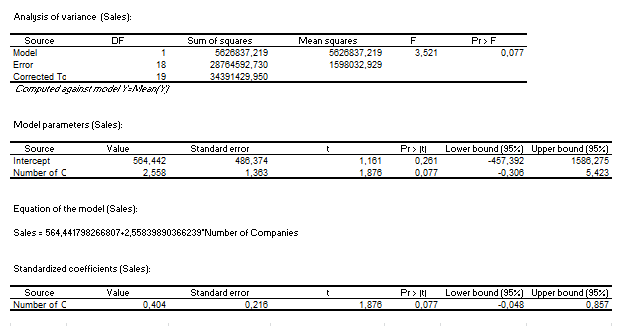 Analysis of variance (Sales):
Source DF Sum of squares Mean squares F Pr > F
Model 1 5626837,219 5626837,219 3,521 0,077
Error 18 28764592,730 1598032,929
Corrected Tc 19 34391429,950
Computed against model Y=Mean(Y)
Model parameters (Sales):
Source Value Standard error t Pr > |t| Lower bound (95%) Upper bound (95%)
Intercept 564,442 486,374 1,161 0,261 -457,392 1586,275
Number of C 2,558 1,363 1,876 0,077 -0,306 5,423
Equation of the model (Sales):
Sales = 564,441798266807+2,55839890366239*Number of Companies
Standardized coefficients (Sales):
Source Value Standard error t Pr > |t| Lower bound (95%) Upper bound (95%)
Number of C 0,404 0,216 1,876 0,077 -0,048 0,857